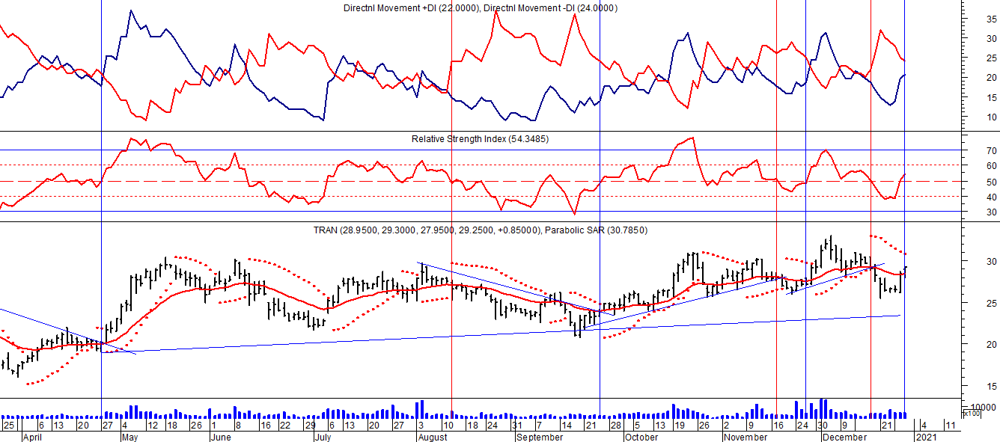 Directnl Movement +DI (22.0000), Directnl Movement -DI (24.0000)
35
30
25
20
15
10
Relative Strength Index (54.3485)
70
60
50
40
30
TRAN (28.9500, 29.3000, 27.9500, 29.2500, +0.85000), Parabolic SAR (30.7850)
30
25
20
15
10000
x100
25 6 13 20 27 4 12 18 26 1 8 16 22 29 6 13 20 27 3 10 18 24 31 7 14 21 28 5 13 19 26 2 9 16 24 30 9 21 4 11
April May June July August September October November December 2021